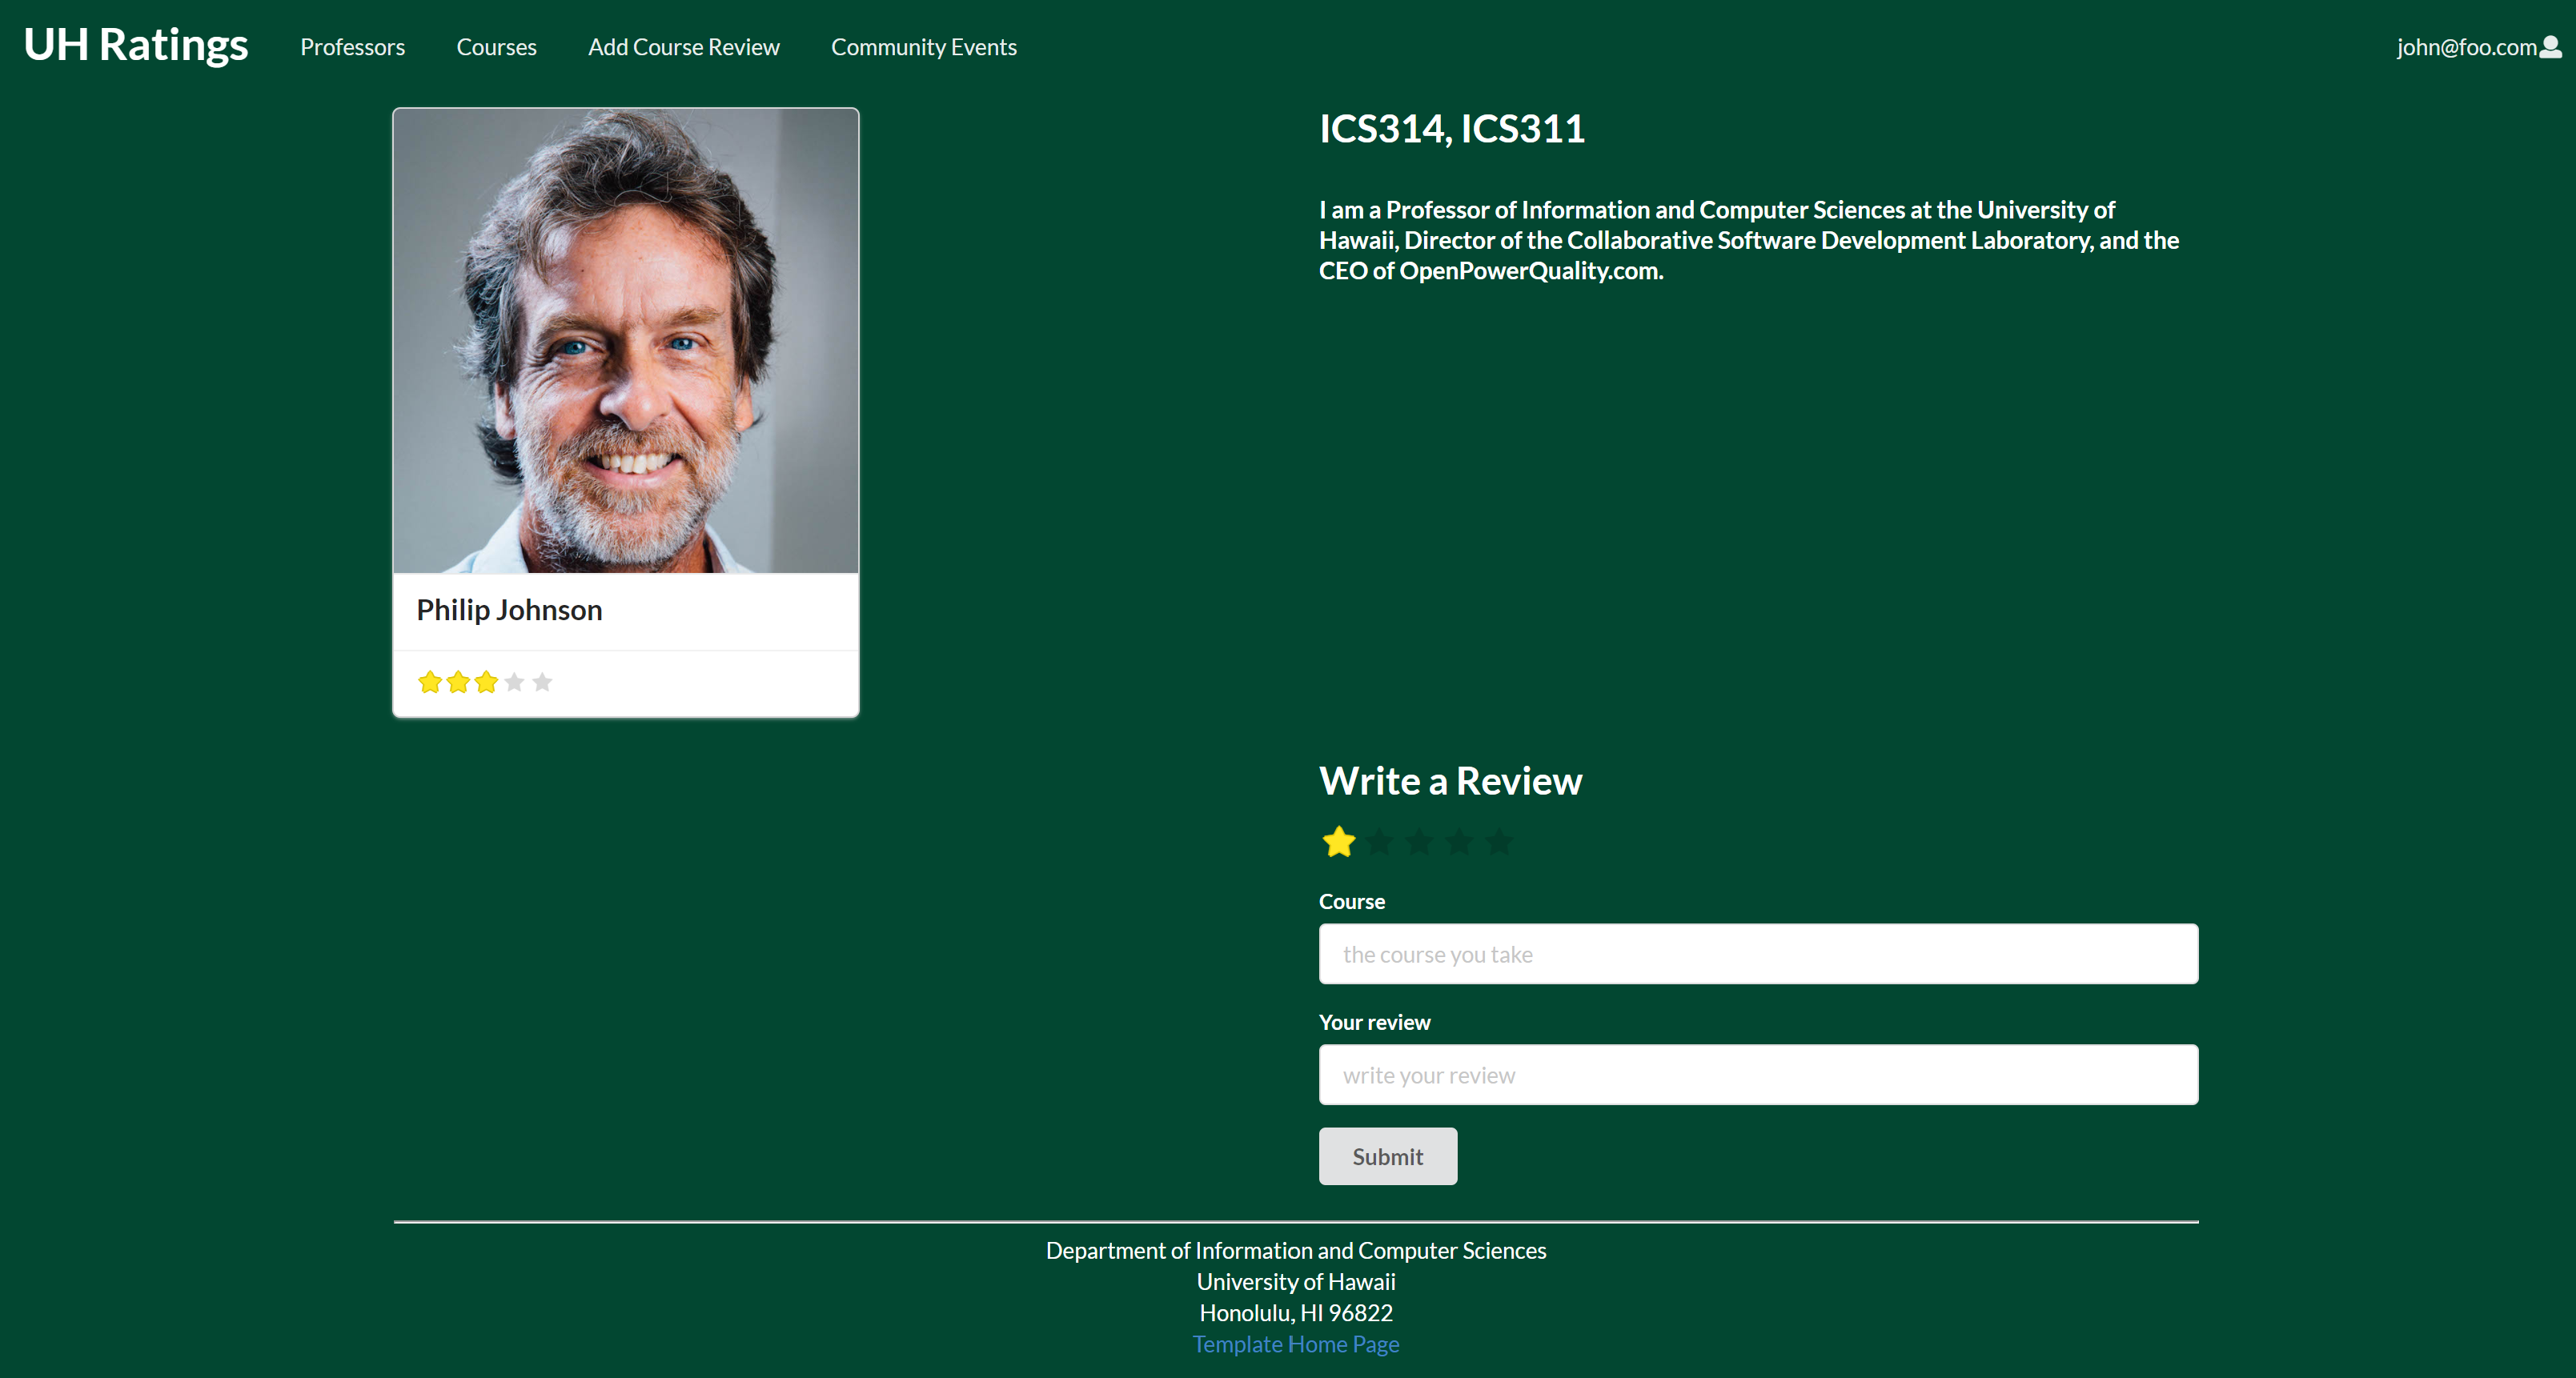 UH Ratings
Professors
Courses
Add Course Review
Community Events
john@foo.com
ICS314, ICS311
I am a Professor of Information and Computer Sciences at the University of
Hawaii, Director of the Collaborative Software Development Laboratory, and the
CEO of OpenPowerQuality.com.
Philip Johnson
Write a Review
Course
the course you take
Your review
write your review
Submit
Department of Information and Computer Sciences
University of Hawaii
Honolulu, HI 96822
Template Home Page